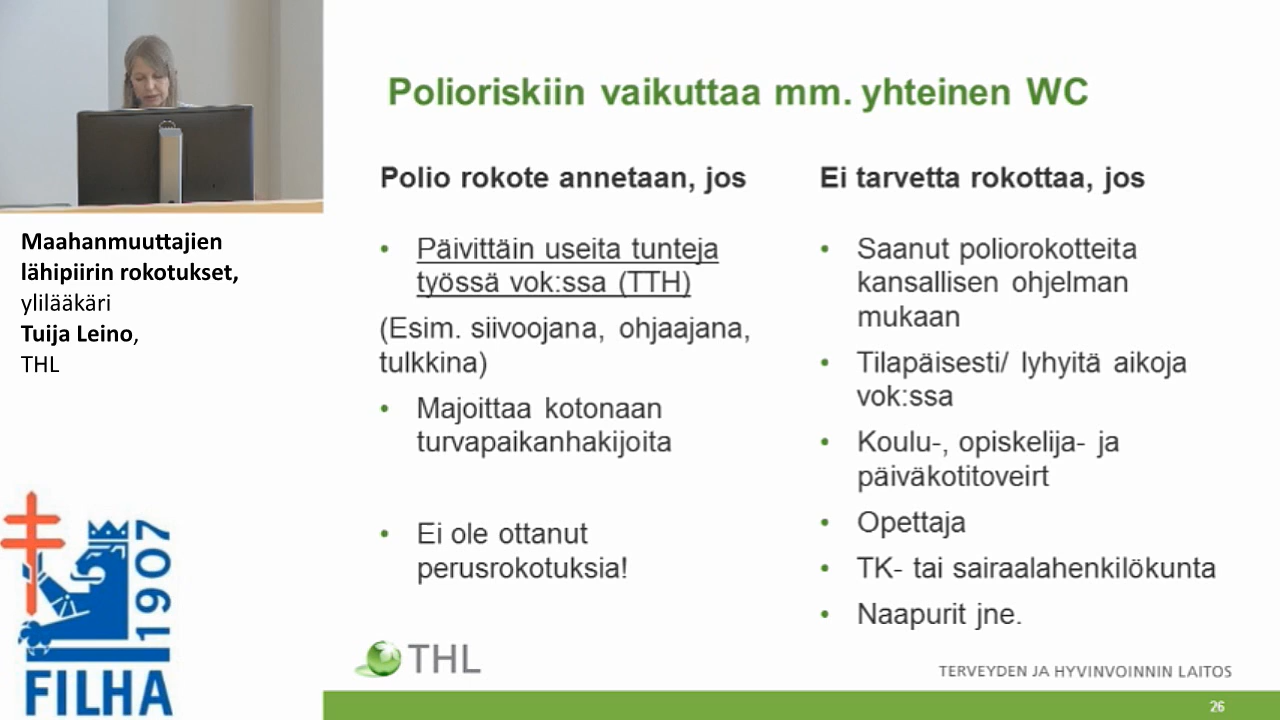 Maahanmuuttajien
lähipiirin rokotukset,
ylilääkäri
Tuija Leino,
THL
1907
FILHA
Polioriskiin vaikuttaa mm. yhteinen WC
Polio rokote annetaan, jos
• Päivittäin useita tunteja
työssä vok:ssa (TTH)
(Esim. siivoojana, ohjaajana,
tulkkina)
• Majoittaa kotonaan
turvapaikanhakijoita
• Ei ole ottanut
perusrokotuksia!
Ei tarvetta rokottaa, jos
• Saanut poliorokotteita
kansallisen ohjelman
mukaan
• Tilapäisesti/ lyhyitä aikoja
vok:ssa
• Koulu-, opiskelija- ja
päiväkotitoveirt
• Opettaja
• TK- tai sairaalahenkilökunta
• Naapurit jne.
THL
TERVEYDEN JA HYVINVOINNIN LAITOS
26